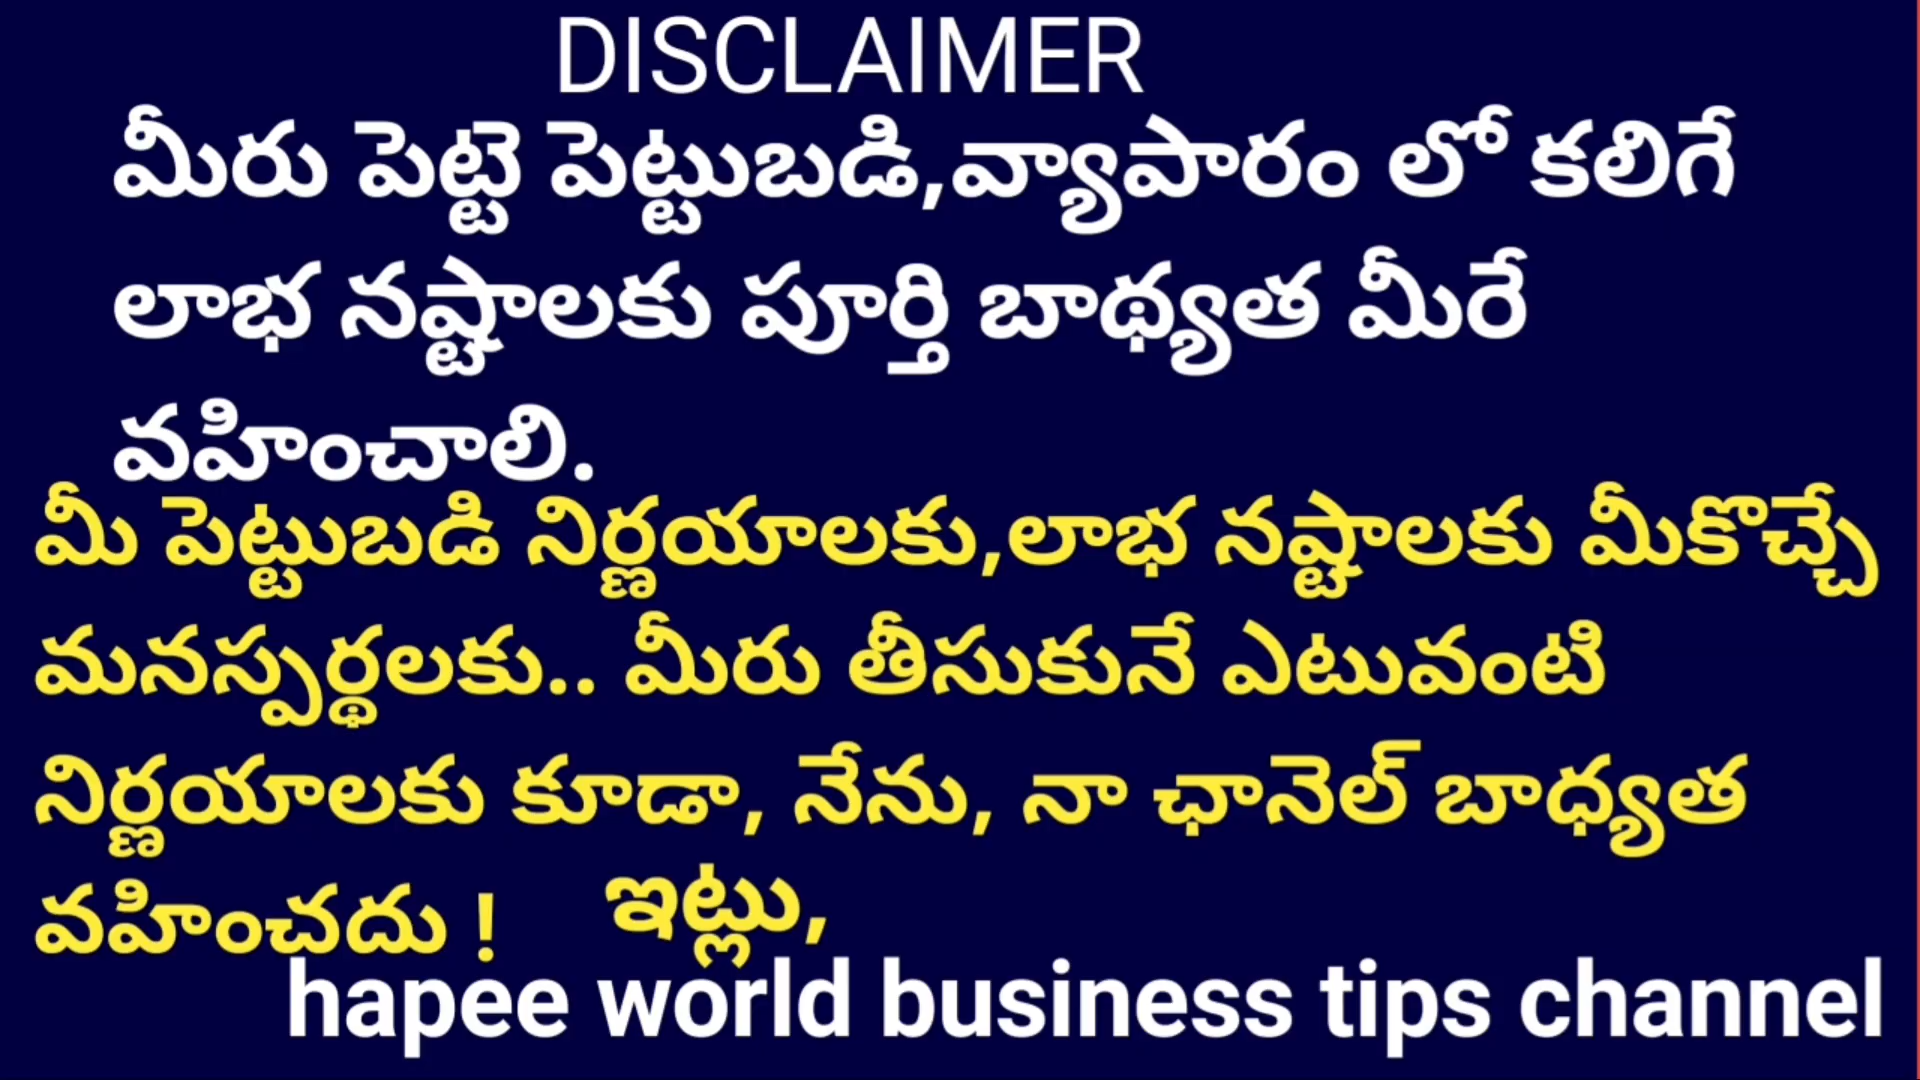 DISCLAIMER
మీరు పెట్టె పెట్టుబడి,వ్యాపారం లో కలిగే
లాభ నష్టాలకు పూర్తి బాథ్యత మీరే
వహించాలి.
మీ పెట్టుబడి నిర్ణయాలకు,లాభ నష్టాలకు మీకొచ్చే
మనస్పర్థలకు.. మీరు తీసుకునే ఎటువంటి
నిర్ణయాలకు కూడా, నేను, నా ఛానెల్ బాధ్యత
వహించదు ! ఇట్లు,
hapee world business tips channel